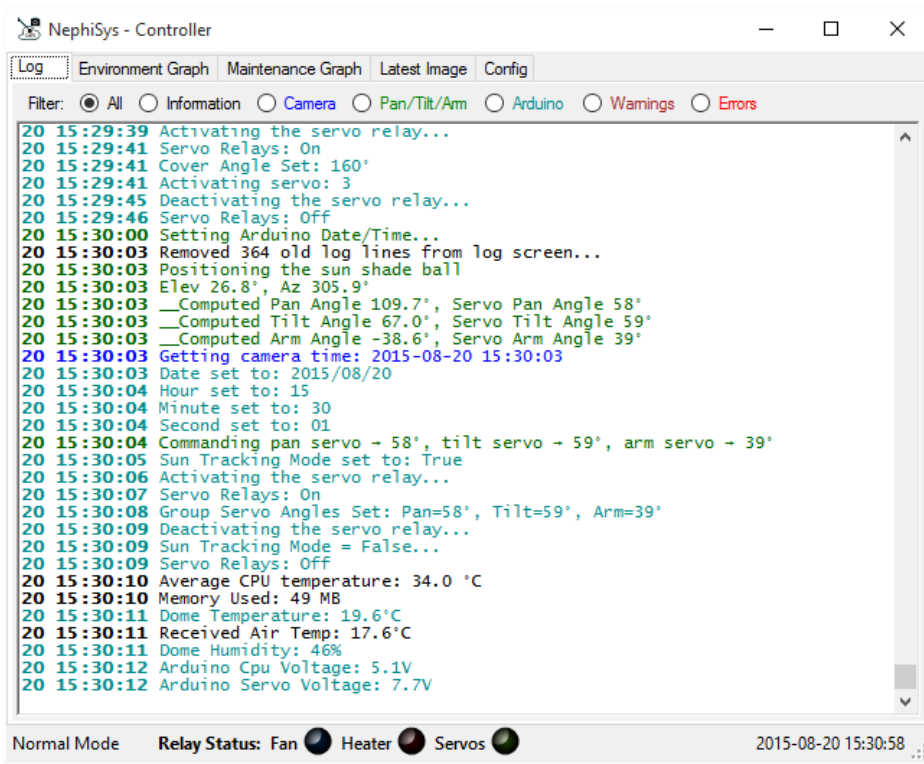 NephiSys - Controller
Log Environment Graph Maintenance Graph Latest Image Config
Filter: All Information Camera Pan/Tilt/Arm Arduino Warnings Errors
20 15:29:39 Activating the servo relay...
20 15:29:41 Servo Relays: On
20 15:29:41 Cover Angle Set: 160°
20 15:29:41 Activating servo: 3
20 15:29:45 Deactivating the servo relay...
20 15:29:46 Servo Relays: Off
20 15:30:00 Setting Arduino Date/Time...
20 15:30:03 Removed 364 old log lines from log screen...
20 15:30:03 Positioning the sun shade ball
20 15:30:03 Elev 26.8°, Az 305.9°
20 15:30:03 __Computed Pan Angle 109.7°, Servo Pan Angle 58°
20 15:30:03 __Computed Tilt Angle 67.0°, Servo Tilt Angle 59°
20 15:30:03 __Computed Arm Angle -38.6°, Servo Arm Angle 39°
20 15:30:03 Getting camera time: 2015-08-20 15:30:03
20 15:30:03 Date set to: 2015/08/20
20 15:30:04 Hour set to: 15
20 15:30:04 Minute set to: 30
20 15:30:04 Second set to: 01
20 15:30:04 Commanding pan servo → 58°, tilt servo → 59°, arm servo → 39°
20 15:30:05 Sun Tracking Mode set to: True
20 15:30:06 Activating the servo relay...
20 15:30:07 Servo Relays: On
20 15:30:08 Group Servo Angles Set: Pan=58°, Tilt=59°, Arm=39°
20 15:30:09 Deactivating the servo relay...
20 15:30:09 Sun Tracking Mode = False...
20 15:30:09 Servo Relays: Off
20 15:30:10 Average CPU temperature: 34.0 °C
20 15:30:10 Memory Used: 49 MB
20 15:30:11 Dome Temperature: 19.6°C
20 15:30:11 Received Air Temp: 17.6°C
20 15:30:11 Dome Humidity: 46%
20 15:30:12 Arduino Cpu Voltage: 5.1V
20 15:30:12 Arduino Servo Voltage: 7.7V
Normal Mode Relay Status: Fan Heater Servos 2015-08-20 15:30:58